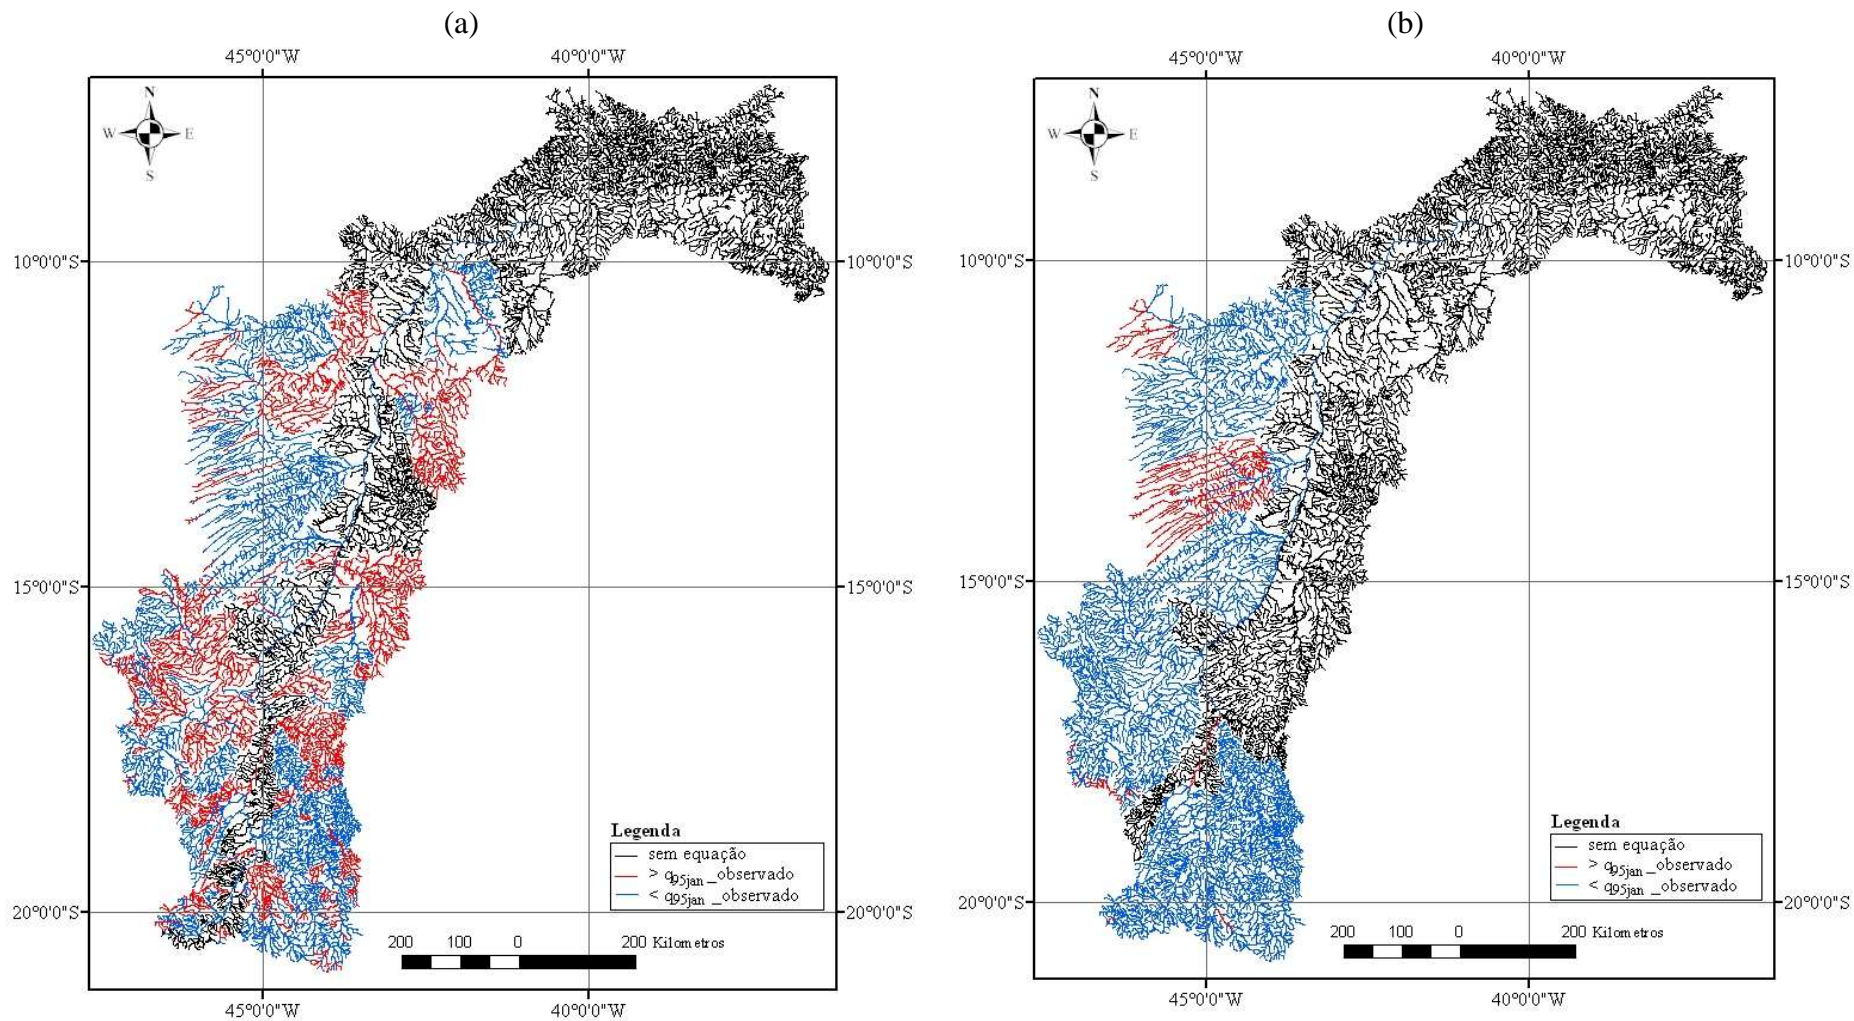 (a)
45°0'0"W 40°0'0"W
N
W E
S
10°0'0"S 10°0'0"S
15°0'0"S 15°0'0"S
Legenda
sem equação
> q95jan_observado
< q95jan_observado
20°0'0"S 20°0'0"S
200 100 0 200 Kilometros
45°0'0"W 40°0'0"W
(b)
45°0'0"W 40°0'0"W
N
W E
S
10°0'0"S 10°0'0"S
15°0'0"S 15°0'0"S
Legenda
sem equação
> q95jan_observado
< q95jan_observado
20°0'0"S 20°0'0"S
200 100 0 200 Kilometros
45°0'0"W 40°0'0"W